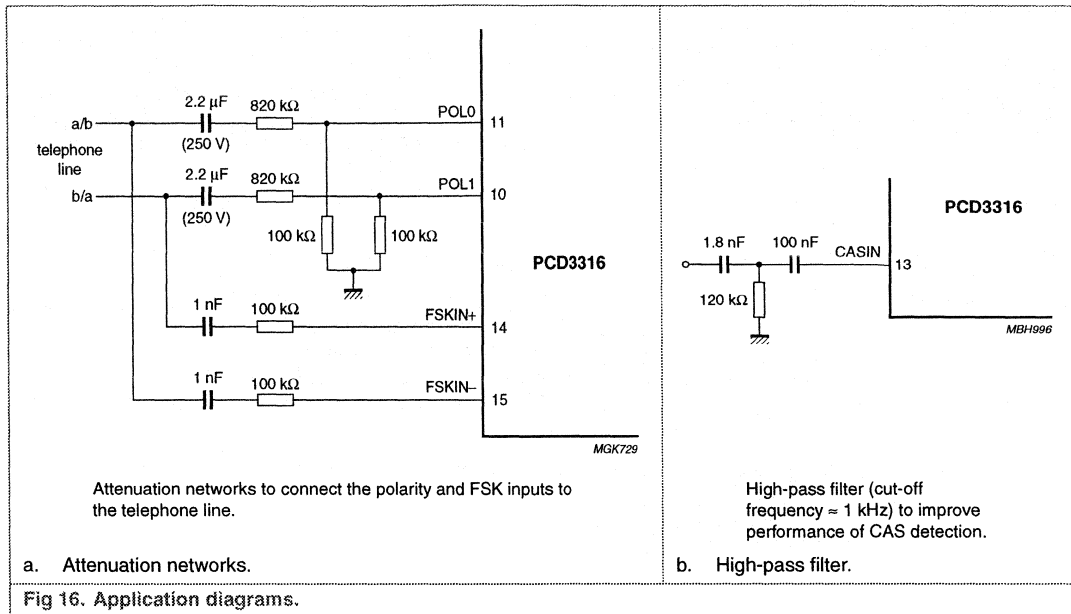 2.2 µF 820 kΩ
a/b
(250 V)
POL0
11
telephone
line
2.2 µF 820 kΩ
b/a
(250 V)
POL1
10
100 kΩ 100 kΩ
PCD3316
1 nF 100 kΩ
FSKIN+
14
1 nF 100 kΩ
FSKIN–
15
MGK729
Attenuation networks to connect the polarity and FSK inputs to
the telephone line.
a. Attenuation networks.
PCD3316
1.8 nF 100 nF
CASIN
13
120 kΩ
MBH996
High-pass filter (cut-off
frequency ≈ 1 kHz) to improve
performance of CAS detection.
b. High-pass filter.
Fig 16. Application diagrams.